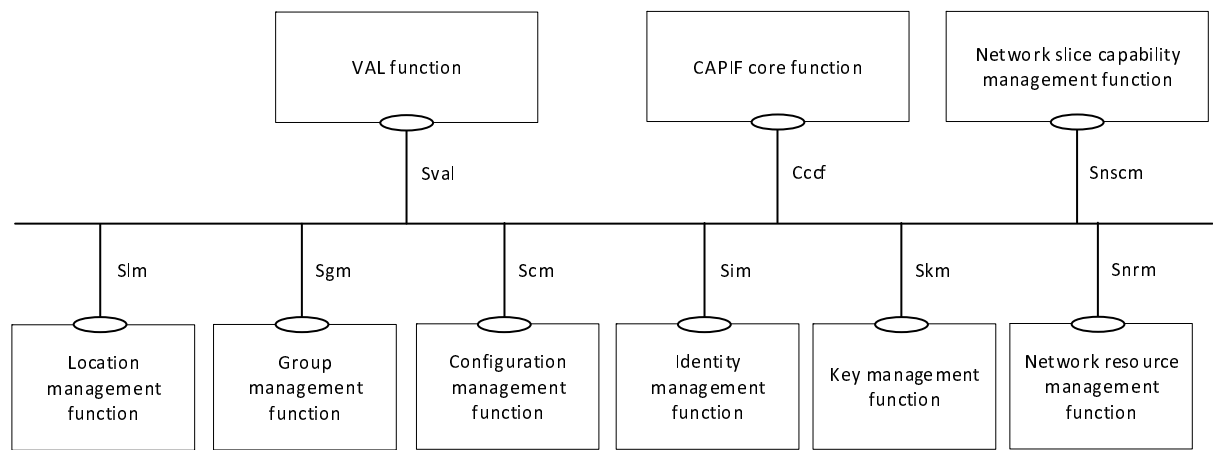 VAL function
CAPIF core function
Network slice capability
management function
Sval
Cccf
Snscm
Slm
Sgm
Scm
Sim
Skm
Snrm
Location
management
function
Group
management
function
Configuration
management
function
Identity
management
function
Key management
function
Network resource
management
function